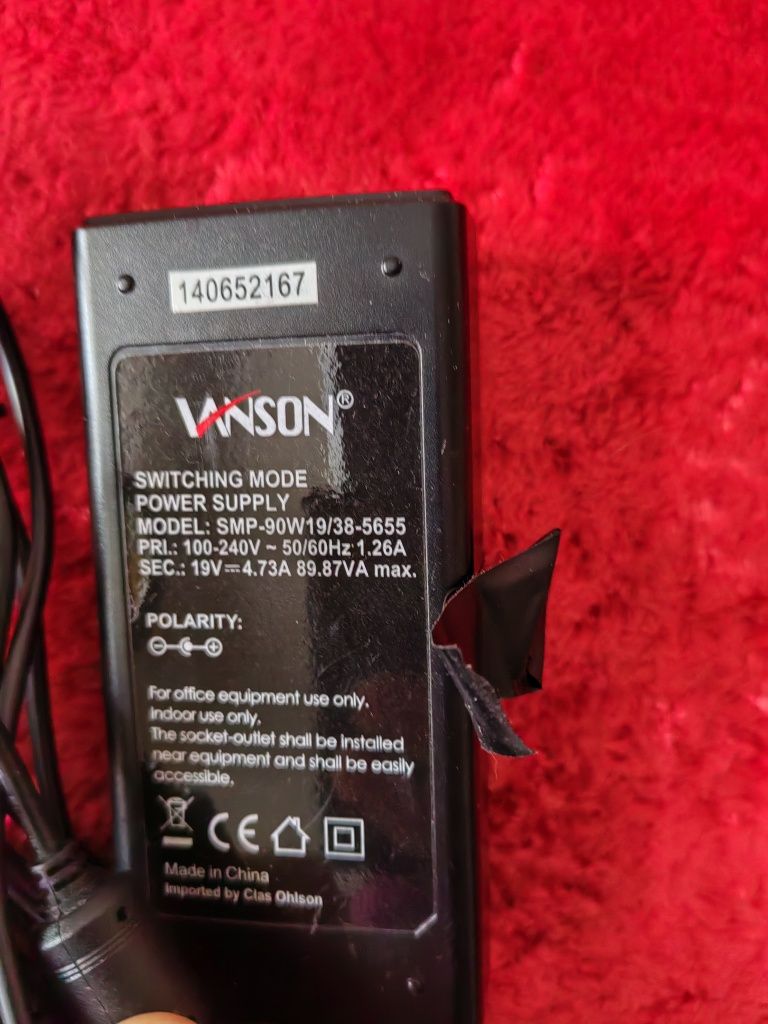 140652167
VANSON®
SWITCHING MODE
POWER SUPPLY
MODEL: SMP-90W19/38-5655
PRI.: 100-240V ~ 50/60Hz 1.26A
SEC.: 19V⎓4.73A 89.87VA max.
POLARITY:
For office equipment use only.
Indoor use only.
The socket-outlet shall be installed
near equipment and shall be easily
accessible.
CE
Made in China
Imported by Clas Ohlson